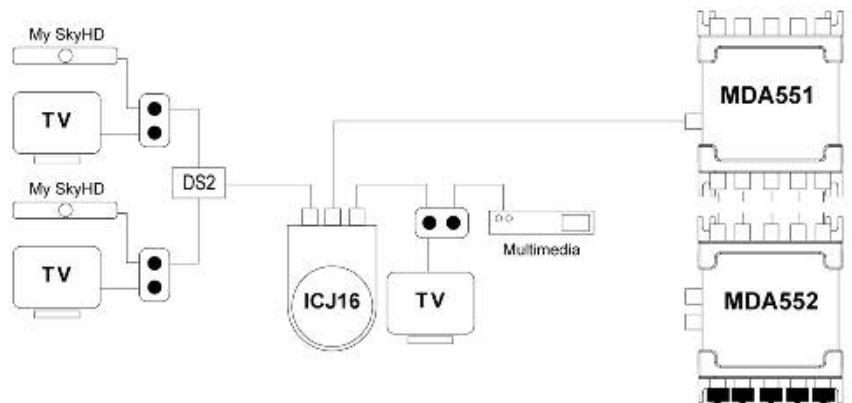 My SkyHD
TV
DS2
My SkyHD
TV
ICJ16
TV
Multimedia
MDA551
MDA552